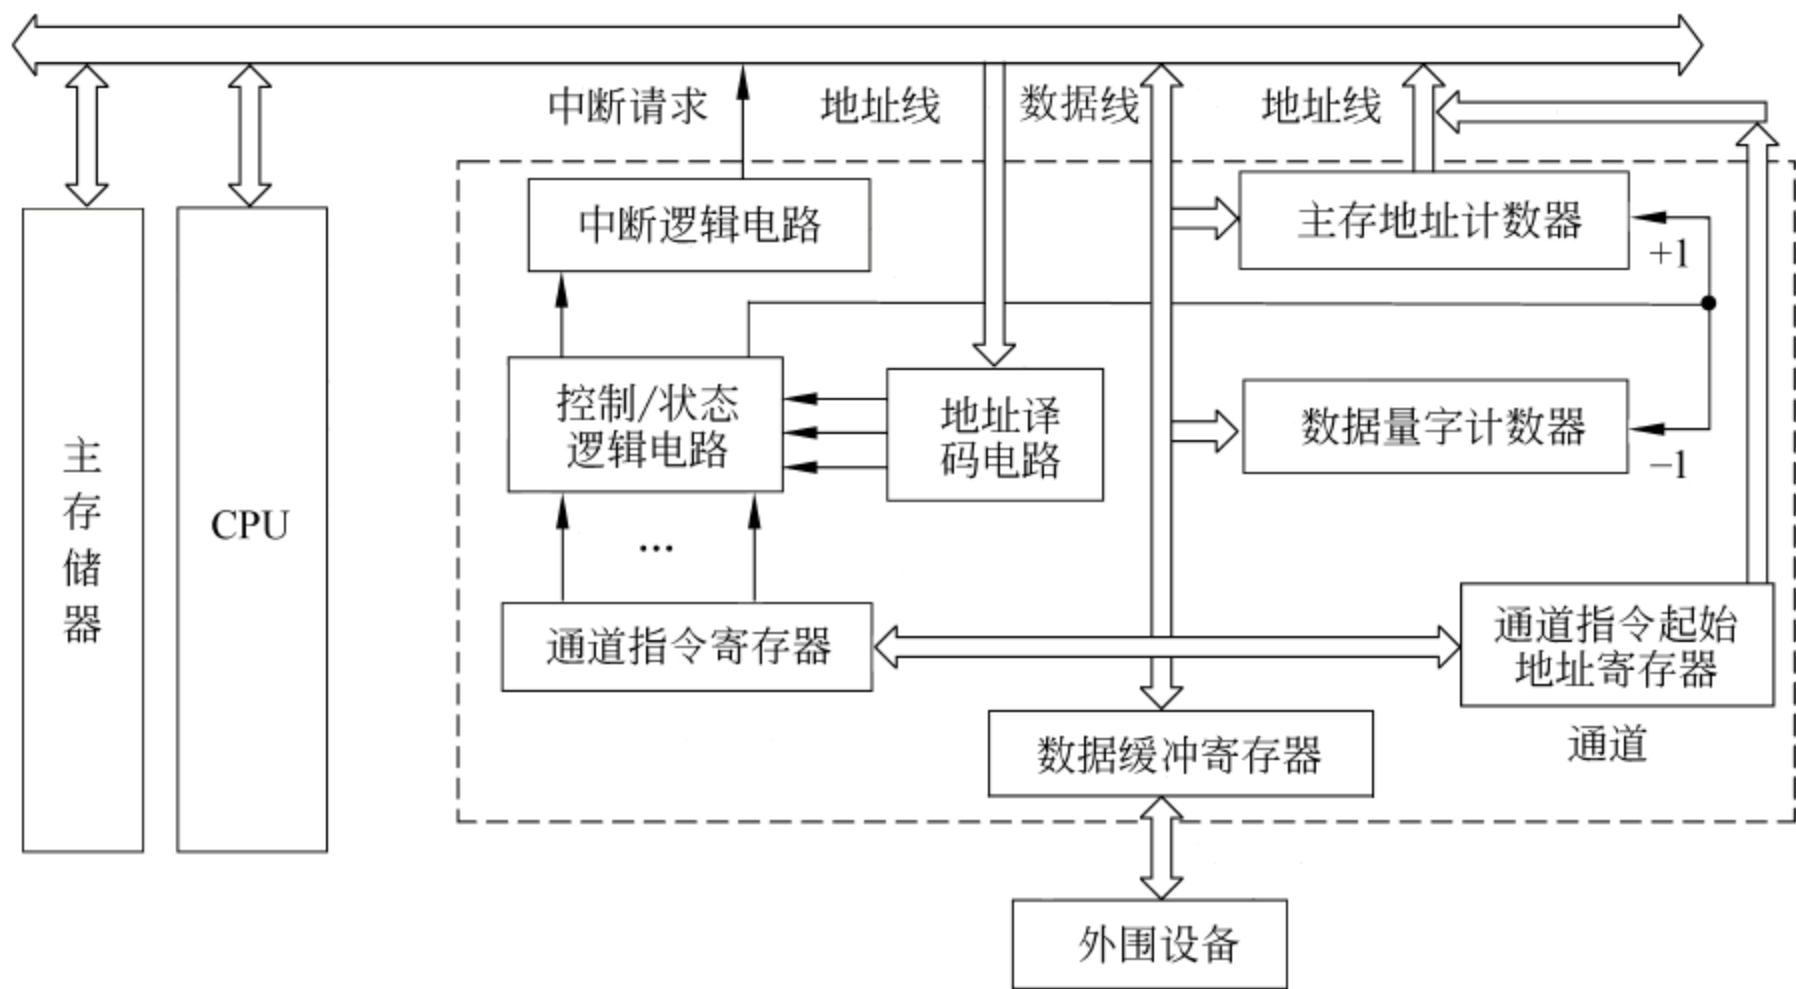 中断请求
地址线
数据线
地址线
中断逻辑电路
主存地址计数器
+1
控制/状态
逻辑电路
地址译
码电路
数据量字计数器
−1
主存储器
CPU
...
通道指令寄存器
通道指令起始
地址寄存器
数据缓冲寄存器
通道
外围设备